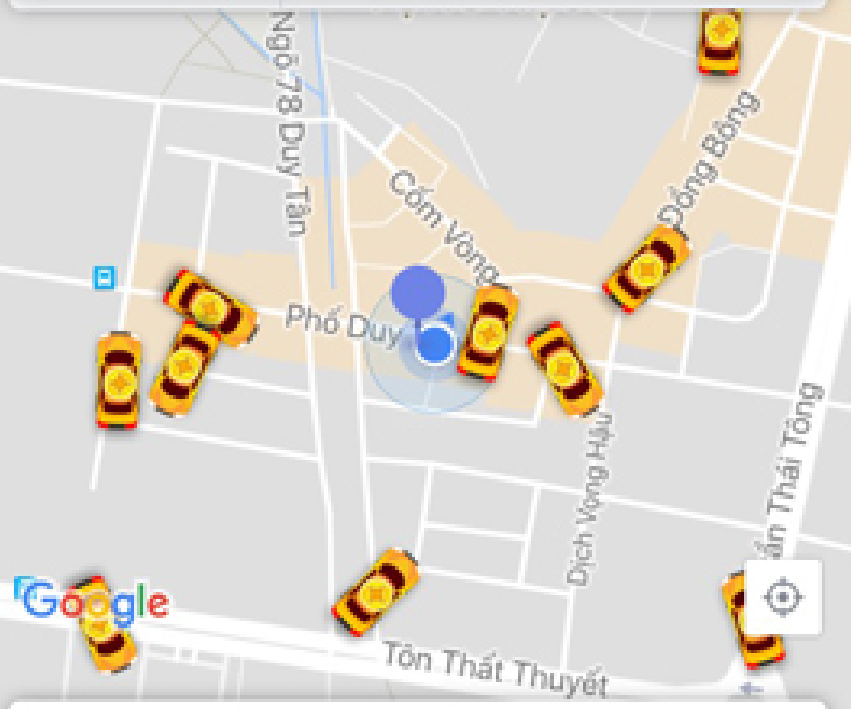 Ngõ 78 Duy Tân
Cốm Vòng
Đồng Bông
Phố Duy
Dịch Vọng Hậu
Thái Tông
Google
Tôn Thất Thuyết